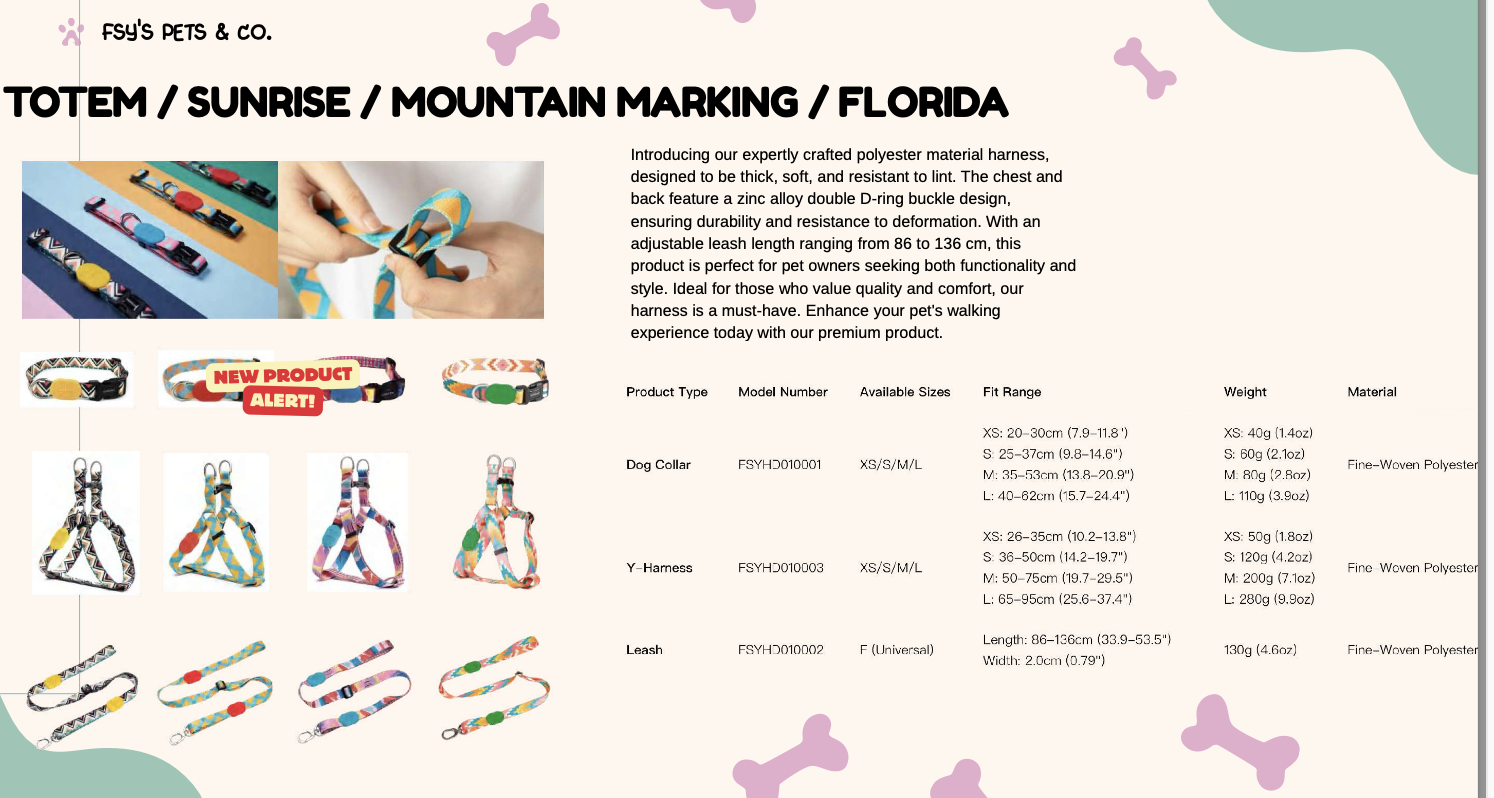 FSY'S PETS & CO.
TOTEM / SUNRISE / MOUNTAIN MARKING / FLORIDA
Introducing our expertly crafted polyester material harness,
designed to be thick, soft, and resistant to lint. The chest and
back feature a zinc alloy double D-ring buckle design,
ensuring durability and resistance to deformation. With an
adjustable leash length ranging from 86 to 136 cm, this
product is perfect for pet owners seeking both functionality and
style. Ideal for those who value quality and comfort, our
harness is a must-have. Enhance your pet's walking
experience today with our premium product.
NEW PRODUCT
ALERT!
Product Type Model Number Available Sizes Fit Range Weight Material
XS: 20–30cm (7.9–11.8") XS: 40g (1.4oz)
S: 25–37cm (9.8–14.6") S: 60g (2.1oz)
Dog Collar FSYHD010001 XS/S/M/L Fine–Woven Polyester
M: 35–53cm (13.8–20.9") M: 80g (2.8oz)
L: 40–62cm (15.7–24.4") L: 110g (3.9oz)
XS: 26–35cm (10.2–13.8") XS: 50g (1.8oz)
S: 36–50cm (14.2–19.7") S: 120g (4.2oz)
Y–Harness FSYHD010003 XS/S/M/L Fine–Woven Polyester
M: 50–75cm (19.7–29.5") M: 200g (7.1oz)
L: 65–95cm (25.6–37.4") L: 280g (9.9oz)
Length: 86–136cm (33.9–53.5")
Leash FSYHD010002 F (Universal) 130g (4.6oz) Fine–Woven Polyester
Width: 2.0cm (0.79")